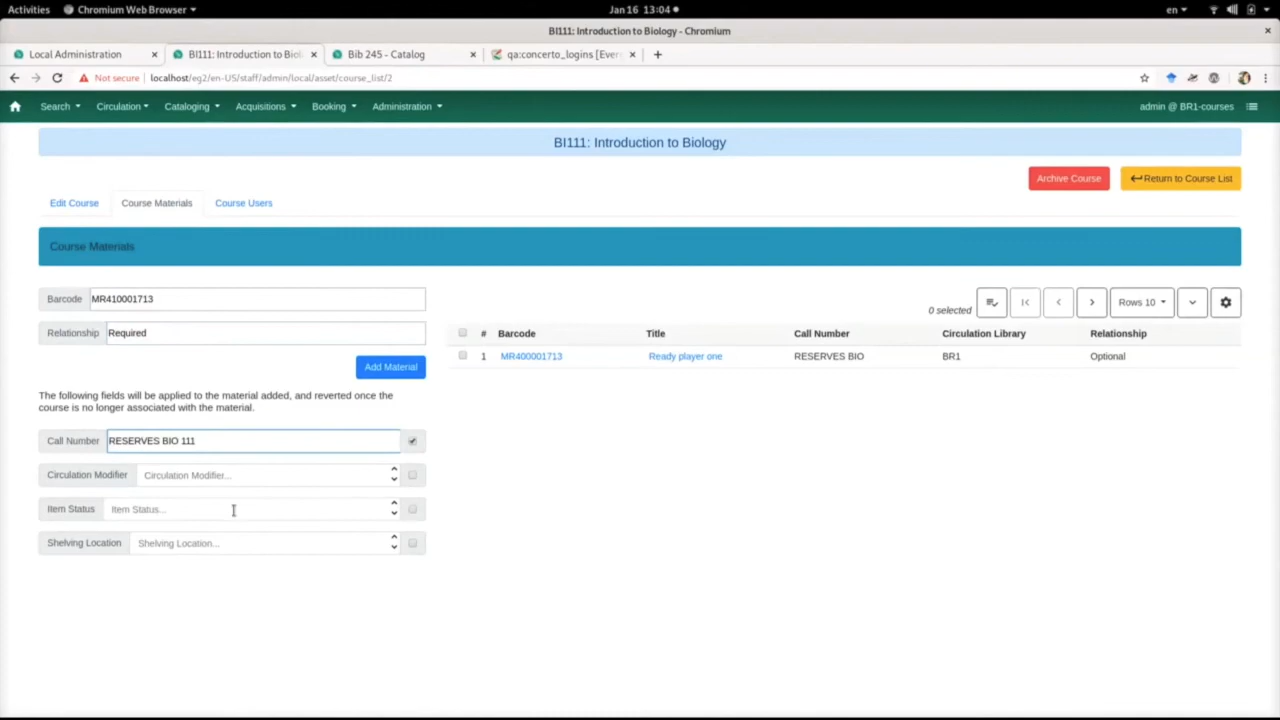 Activities Chromium Web Browser Jan 16 13:04 en
BI111: Introduction to Biology - Chromium
Local Administration BI111: Introduction to Biol Bib 245 - Catalog qa:concerto_logins [Ever
Not secure localhost/eg2/en-US/staff/admin/local/asset/course_list/2
Search Circulation Cataloging Acquisitions Booking Administration admin @ BR1-courses
BI111: Introduction to Biology
Archive Course Return to Course List
Edit Course Course Materials Course Users
Course Materials
Barcode MR410001713
0 selected Rows 10
Relationship Required
# Barcode Title Call Number Circulation Library Relationship
1 MR400001713 Ready player one RESERVES BIO BR1 Optional
Add Material
The following fields will be applied to the material added, and reverted once the
course is no longer associated with the material.
Call Number RESERVES BIO 111
Circulation Modifier Circulation Modifier...
Item Status Item Status...
Shelving Location Shelving Location...